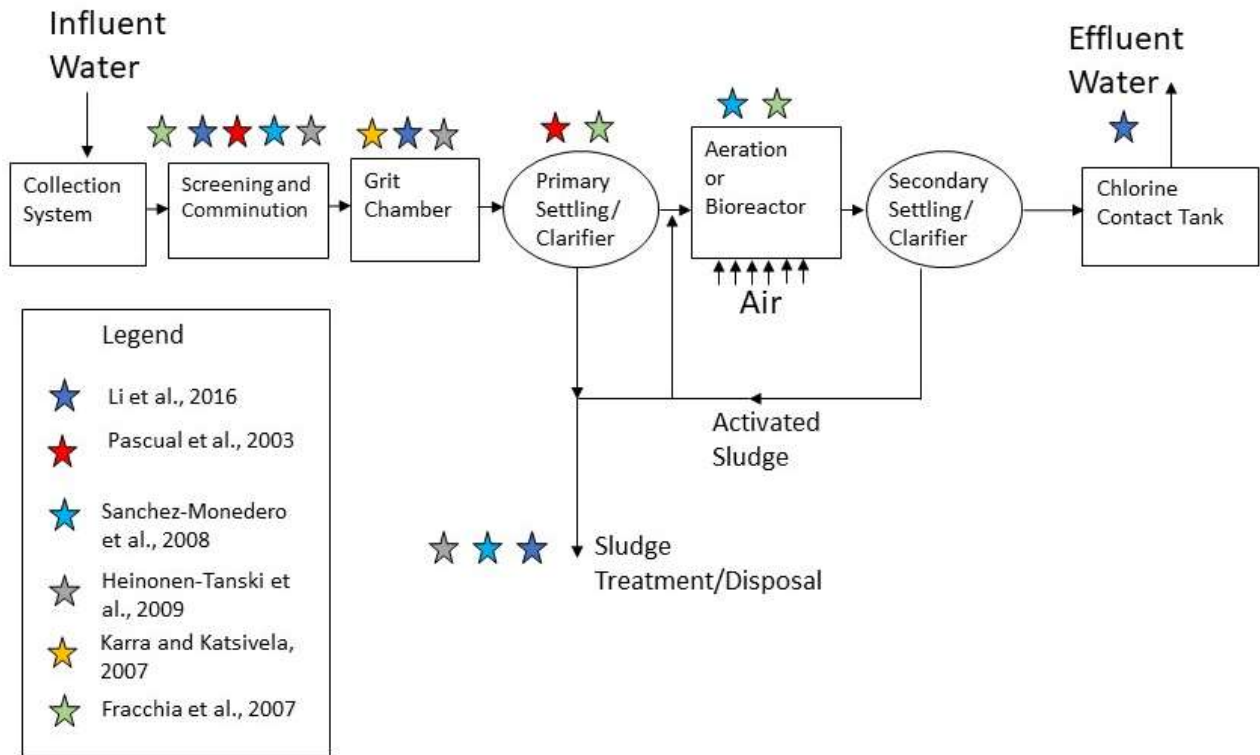 Influent
Water
Effluent
Water
Collection
System
Screening and
Comminution
Grit
Chamber
Primary
Settling/
Clarifier
Aeration
or
Bioreactor
Secondary
Settling/
Clarifier
Chlorine
Contact Tank
Air
Activated
Sludge
Sludge
Treatment/Disposal
Legend
Li et al., 2016
Pascual et al., 2003
Sanchez-Monedero
et al., 2008
Heinonen-Tanski et
al., 2009
Karra and Katsivela,
2007
Fracchia et al., 2007